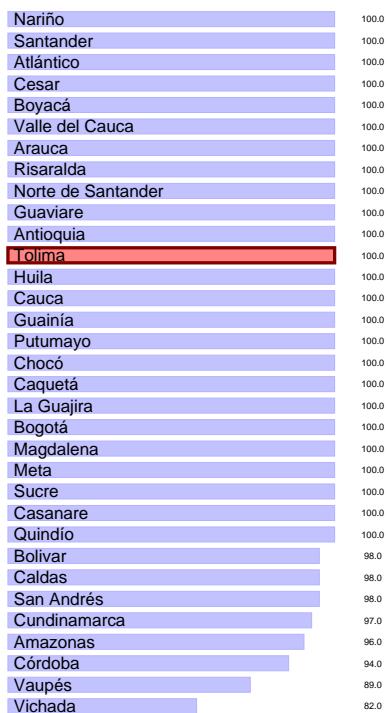 Nariño 100.0
Santander 100.0
Atlántico 100.0
Cesar 100.0
Boyacá 100.0
Valle del Cauca 100.0
Arauca 100.0
Risaralda 100.0
Norte de Santander 100.0
Guaviare 100.0
Antioquia 100.0
Tolima 100.0
Huila 100.0
Cauca 100.0
Guainía 100.0
Putumayo 100.0
Chocó 100.0
Caquetá 100.0
La Guajira 100.0
Bogotá 100.0
Magdalena 100.0
Meta 100.0
Sucre 100.0
Casanare 100.0
Quindío 100.0
Bolivar 98.0
Caldas 98.0
San Andrés 98.0
Cundinamarca 97.0
Amazonas 96.0
Córdoba 94.0
Vaupés 89.0
Vichada 82.0